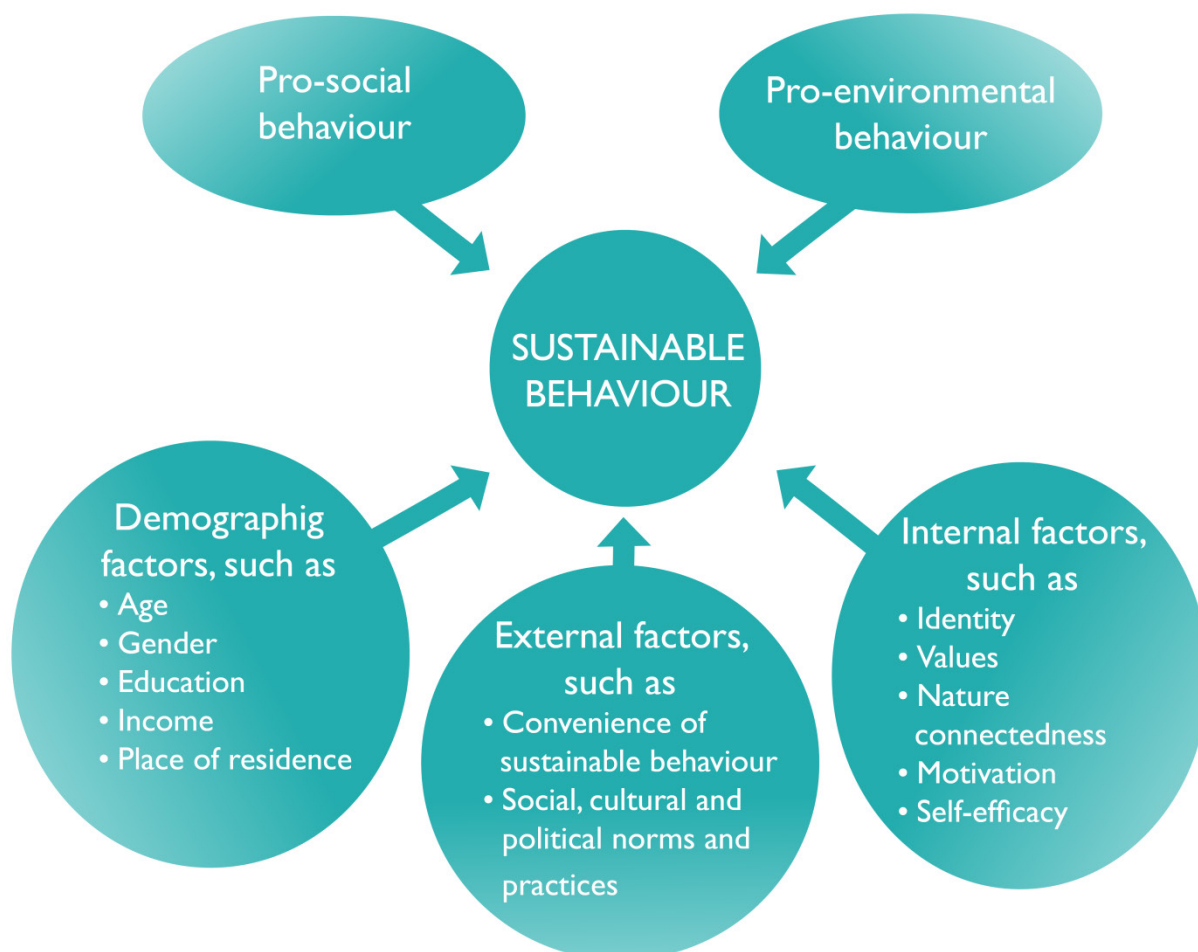 Pro-social
behaviour
Pro-environmental
behaviour
SUSTAINABLE
BEHAVIOUR
Demographig
factors, such as
• Age
• Gender
• Education
• Income
• Place of residence
External factors,
such as
• Convenience of
sustainable behaviour
• Social, cultural and
political norms and
practices
Internal factors,
such as
• Identity
• Values
• Nature
connectedness
• Motivation
• Self-efficacy